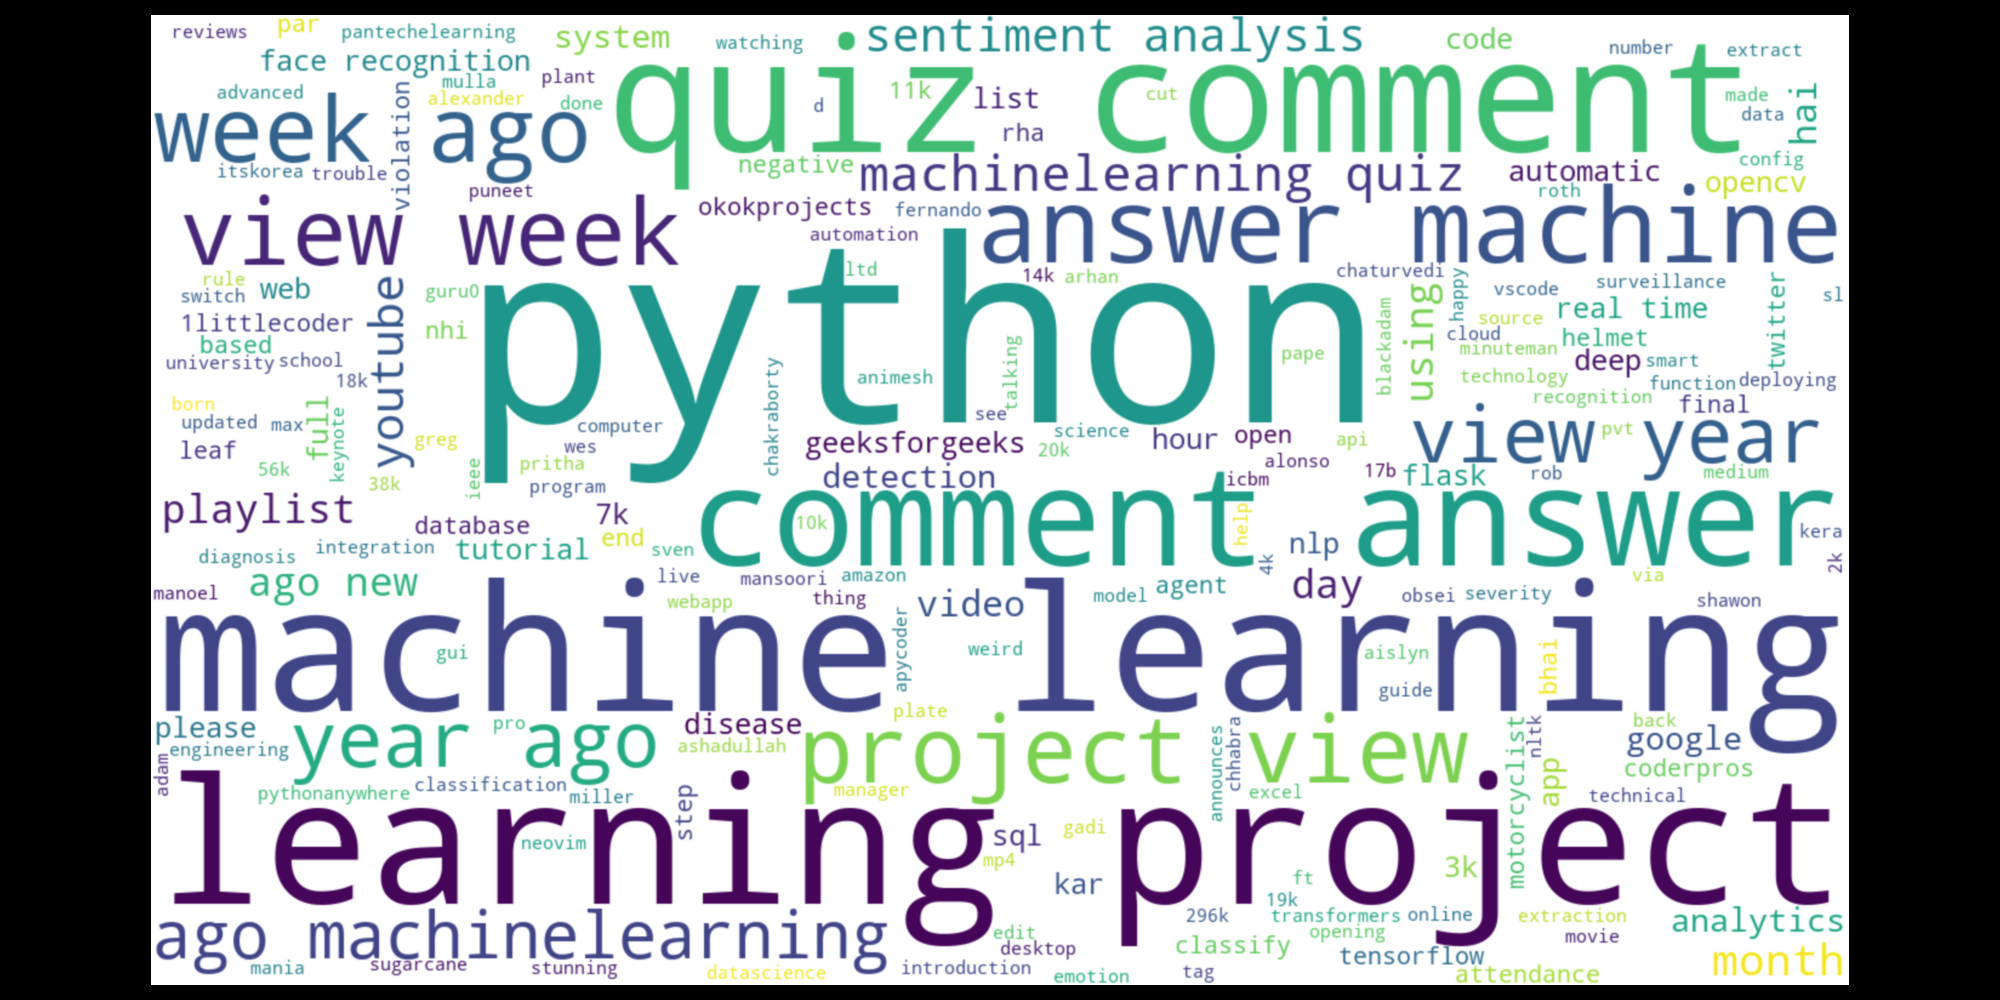 reviews par pantechelearning system watching sentiment analysis code number extract
face recognition mulla plant quiz comment
advanced alexander done d 11k list cut made hai
week ago violation rha data
itskorea trouble negative machinelearning quiz automatic config
puneet roth opencv
view week okokprojects fernando answer machine
automation
rule ltd 14k arhan chaturvedi happy surveillance twitter
switch web youtube guru0 python blackadam using vscode sl
1littlecoder nhi source real time
based cloud helmet
university school talking pape minuteman deep smart
18k chakraborty animesh technology function deploying
born full keynote recognition final
updated max computer see view year
leaf greg wes geeksforgeeks science hour open api pvt
56k pritha 20k alonso
38k ieee program detection icbm 17b flask rob medium
playlist database 7k comment answer
10k help kera
diagnosis integration tutorial end sven nlp 4k 2k
ago new live mansoori amazon agent day via
manoel webapp thing video model obsei severity shawon
machine learning
gui apycoder weird aislyn bhai
guide
please pro disease plate announces chhabra motorcyclist nltk back
engineering year ago ashadullah project view google
adam coderpros
pythonanywhere classification miller step manager excel app technical
learning project
neovim sql gadi
mp4 3k
kar ft
19k
ago machinelearning 296k transformers online extraction analytics
edit opening movie
desktop classify tensorflow
mania sugarcane stunning datascience introduction emotion tag attendance month